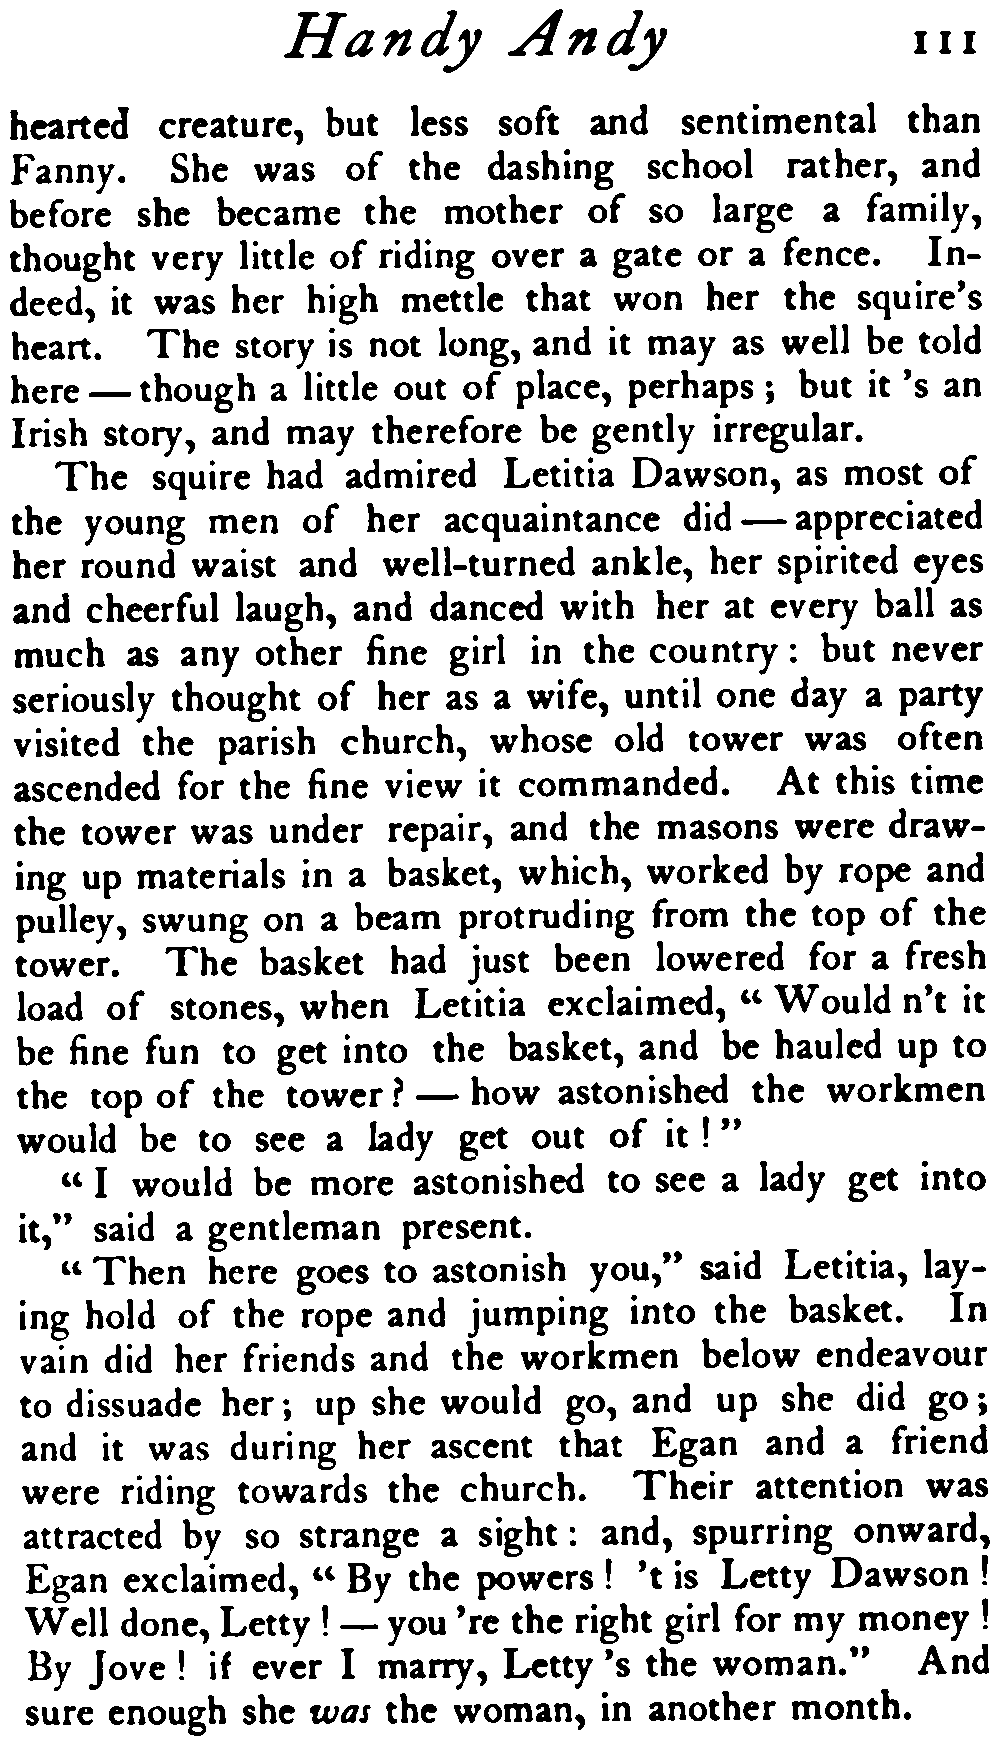 Handy Andy 111
hearted creature, but less soft and sentimental than
Fanny. She was of the dashing school rather, and
before she became the mother of so large a family,
thought very little of riding over a gate or a fence. In-
deed, it was her high mettle that won her the squire's
heart. The story is not long, and it may as well be told
here — though a little out of place, perhaps ; but it 's an
Irish story, and may therefore be gently irregular.
The squire had admired Letitia Dawson, as most of
the young men of her acquaintance did — appreciated
her round waist and well-turned ankle, her spirited eyes
and cheerful laugh, and danced with her at every ball as
much as any other fine girl in the country : but never
seriously thought of her as a wife, until one day a party
visited the parish church, whose old tower was often
ascended for the fine view it commanded. At this time
the tower was under repair, and the masons were draw-
ing up materials in a basket, which, worked by rope and
pulley, swung on a beam protruding from the top of the
tower. The basket had just been lowered for a fresh
load of stones, when Letitia exclaimed, “ Would n't it
be fine fun to get into the basket, and be hauled up to
the top of the tower ? — how astonished the workmen
would be to see a lady get out of it ! ”
“ I would be more astonished to see a lady get into
it,” said a gentleman present.
“ Then here goes to astonish you,” said Letitia, lay-
ing hold of the rope and jumping into the basket. In
vain did her friends and the workmen below endeavour
to dissuade her ; up she would go, and up she did go ;
and it was during her ascent that Egan and a friend
were riding towards the church. Their attention was
attracted by so strange a sight : and, spurring onward,
Egan exclaimed, “ By the powers ! 't is Letty Dawson !
Well done, Letty ! — you 're the right girl for my money !
By Jove ! if ever I marry, Letty 's the woman.” And
sure enough she was the woman, in another month.